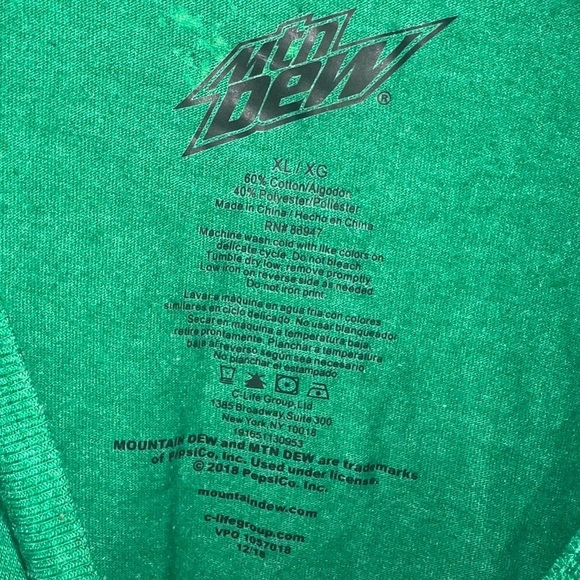 Mtn
Dew®
XL / XG
60% Cotton/Algodon
40% Polyester/Poliester
Made in China / Hecho en China
RN# 86947
Machine wash cold with like colors on
delicate cycle. Do not bleach.
Tumble dry low, remove promptly.
Low iron on reverse side as needed.
Do not iron print.
Lavar a máquina en agua fría con colores
similares en ciclo delicado. No usar blanqueador.
Secar en máquina a temperatura baja,
retire prontamente. Planchar a temperatura
baja al reverso según sea necesario.
No planchar el estampado.
C-Life Group, Ltd
1385 Broadway, Suite 300
New York, NY 10018
191651130953
MOUNTAIN DEW and MTN DEW are trademarks
of PepsiCo, Inc. Used under license.
© 2018 PepsiCo, Inc.
mountaindew.com
c-lifegroup.com
VPO 1057018
12/18